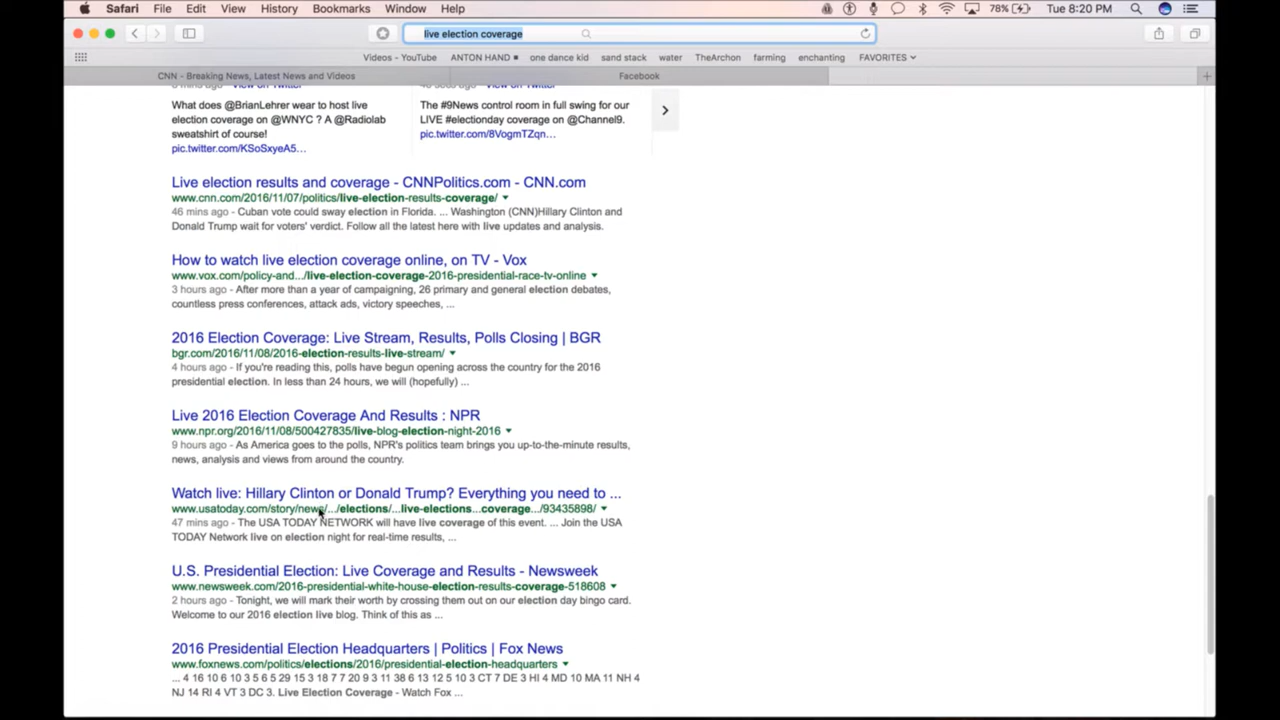 Safari File Edit View History Bookmarks Window Help 78% Tue 8:20 PM
live election coverage
Videos - YouTube ANTON HAND ■ one dance kid sand stack water TheArchon farming enchanting FAVORITES
CNN - Breaking News, Latest News and Videos Facebook
What does @BrianLehrer wear to host live
election coverage on @WNYC ? A @Radiolab
sweatshirt of course!
pic.twitter.com/KSoSxyeA5...
The #9News control room in full swing for our
LIVE #electionday coverage on @Channel9.
pic.twitter.com/8VogmTZqn...
Live election results and coverage - CNNPolitics.com - CNN.com
www.cnn.com/2016/11/07/politics/live-election-results-coverage/
46 mins ago - Cuban vote could sway election in Florida. ... Washington (CNN)Hillary Clinton and
Donald Trump wait for voters' verdict. Follow all the latest here with live updates and analysis.
How to watch live election coverage online, on TV - Vox
www.vox.com/policy-and.../live-election-coverage-2016-presidential-race-tv-online
3 hours ago - After more than a year of campaigning, 26 primary and general election debates,
countless press conferences, attack ads, victory speeches, ...
2016 Election Coverage: Live Stream, Results, Polls Closing | BGR
bgr.com/2016/11/08/2016-election-results-live-stream/
4 hours ago - If you're reading this, polls have begun opening across the country for the 2016
presidential election. In less than 24 hours, we will (hopefully) ...
Live 2016 Election Coverage And Results : NPR
www.npr.org/2016/11/08/500427835/live-blog-election-night-2016
9 hours ago - As America goes to the polls, NPR's politics team brings you up-to-the-minute results,
news, analysis and views from around the country.
Watch live: Hillary Clinton or Donald Trump? Everything you need to ...
www.usatoday.com/story/news/.../elections/...live-elections...coverage.../93435898/
47 mins ago - The USA TODAY NETWORK will have live coverage of this event. ... Join the USA
TODAY Network live on election night for real-time results, ...
U.S. Presidential Election: Live Coverage and Results - Newsweek
www.newsweek.com/2016-presidential-white-house-election-results-coverage-518608
2 hours ago - Tonight, we will mark their worth by crossing them out on our election day bingo card.
Welcome to our 2016 election live blog. Think of this as ...
2016 Presidential Election Headquarters | Politics | Fox News
www.foxnews.com/politics/elections/2016/presidential-election-headquarters
... 4 16 10 6 10 3 5 6 5 29 15 3 18 7 7 20 9 3 11 38 6 13 12 5 10 3 CT 7 DE 3 HI 4 MD 10 MA 11 NH 4
NJ 14 RI 4 VT 3 DC 3. Live Election Coverage - Watch Fox ...